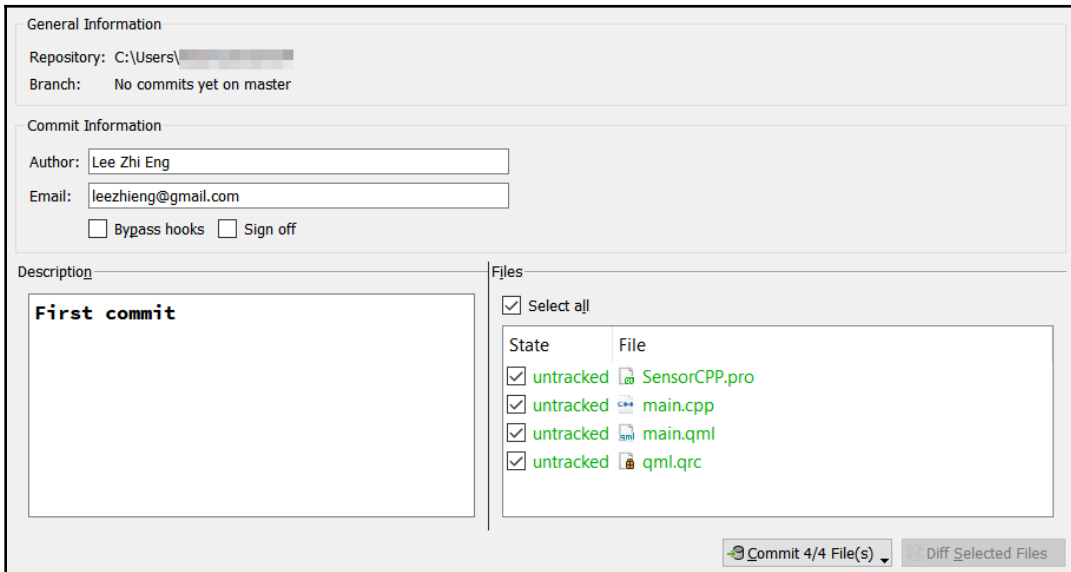 General Information
Repository: C:\Users\
Branch: No commits yet on master
Commit Information
Author: Lee Zhi Eng
Email: leezhieng@gmail.com
Bypass hooks Sign off
Description
First commit
Files
Select all
State File
untracked SensorCPP.pro
untracked main.cpp
untracked main.qml
untracked qml.qrc
Commit 4/4 File(s) Diff Selected Files